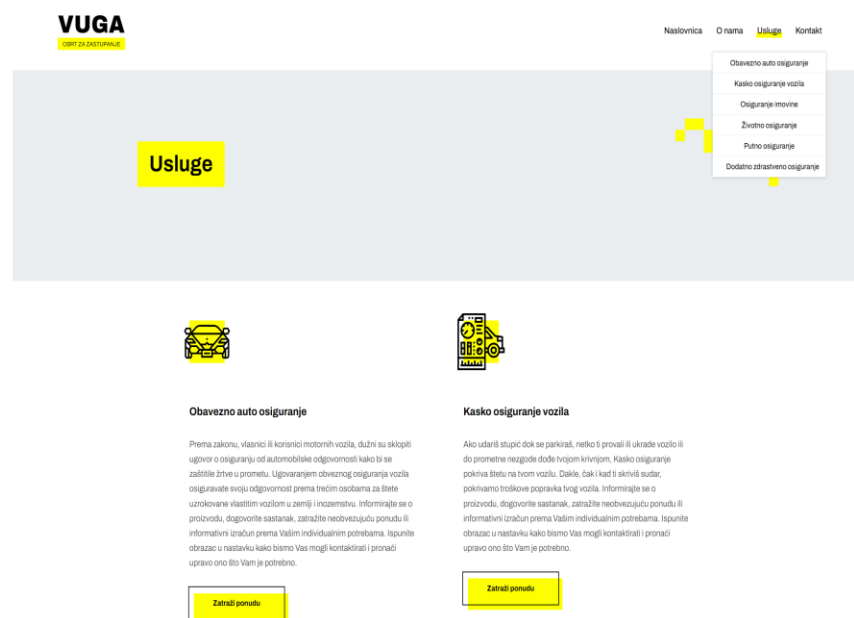 VUGA
OBRT ZA ZASTUPANJE
Naslovnica O nama Usluge Kontakt
Obavezno auto osiguranje
Kasko osiguranje vozila
Osiguranje imovine
Životno osiguranje
Putno osiguranje
Dodatno zdrastveno osiguranje
Usluge
Obavezno auto osiguranje
Prema zakonu, vlasnici ili korisnici motornih vozila, dužni su sklopiti
ugovor o osiguranju od automobilske odgovornosti kako bi se
zaštitile žrtve u prometu. Ugovaranjem obveznog osiguranja vozila
osiguravate svoju odgovornost prema trećim osobama za štete
uzrokovane vlastitim vozilom u zemlji i inozemstvu. Informirajte se o
proizvodu, dogovorite sastanak, zatražite neobvezujuću ponudu ili
informativni izračun prema Vašim individualnim potrebama. Ispunite
obrazac u nastavku kako bismo Vas mogli kontaktirati i pronaći
upravo ono što Vam je potrebno.
Zatraži ponudu
Kasko osiguranje vozila
Ako udariš stupić dok se parkiraš, netko ti provali ili ukrade vozilo ili
do prometne nezgode dođe tvojom krivnjom, Kasko osiguranje
pokriva štetu na tvom vozilu. Dakle, čak i kad ti skriviš sudar,
pokrivamo troškove popravka tvog vozila. Informirajte se o
proizvodu, dogovorite sastanak, zatražite neobvezujuću ponudu ili
informativni izračun prema Vašim individualnim potrebama. Ispunite
obrazac u nastavku kako bismo Vas mogli kontaktirati i pronaći
upravo ono što Vam je potrebno.
Zatraži ponudu